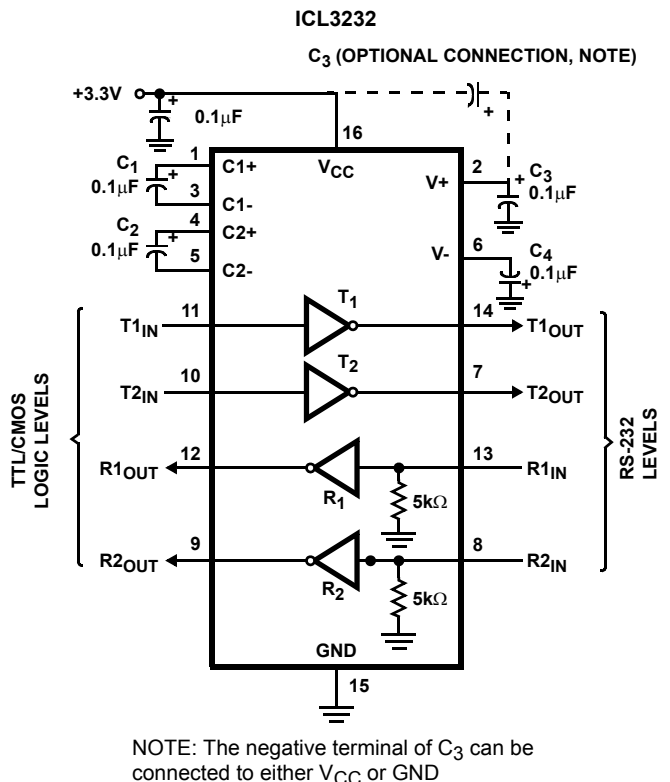 ICL3232
C3 (OPTIONAL CONNECTION, NOTE)
+3.3V
+
0.1μF
+
16
1
C1
+
0.1μF
3
C1+
VCC
C1-
V+
2
+
C3
0.1μF
4
C2
+
0.1μF
5
C2+
C2-
V-
6
C4
+
0.1μF
T1IN
11
T1
14
T1OUT
T2IN
10
T2
7
T2OUT
TTL/CMOS
LOGIC LEVELS
RS-232
LEVELS
R1OUT
12
R1
13
R1IN
5kΩ
R2OUT
9
R2
8
R2IN
5kΩ
GND
15
NOTE: The negative terminal of C3 can be
connected to either VCC or GND